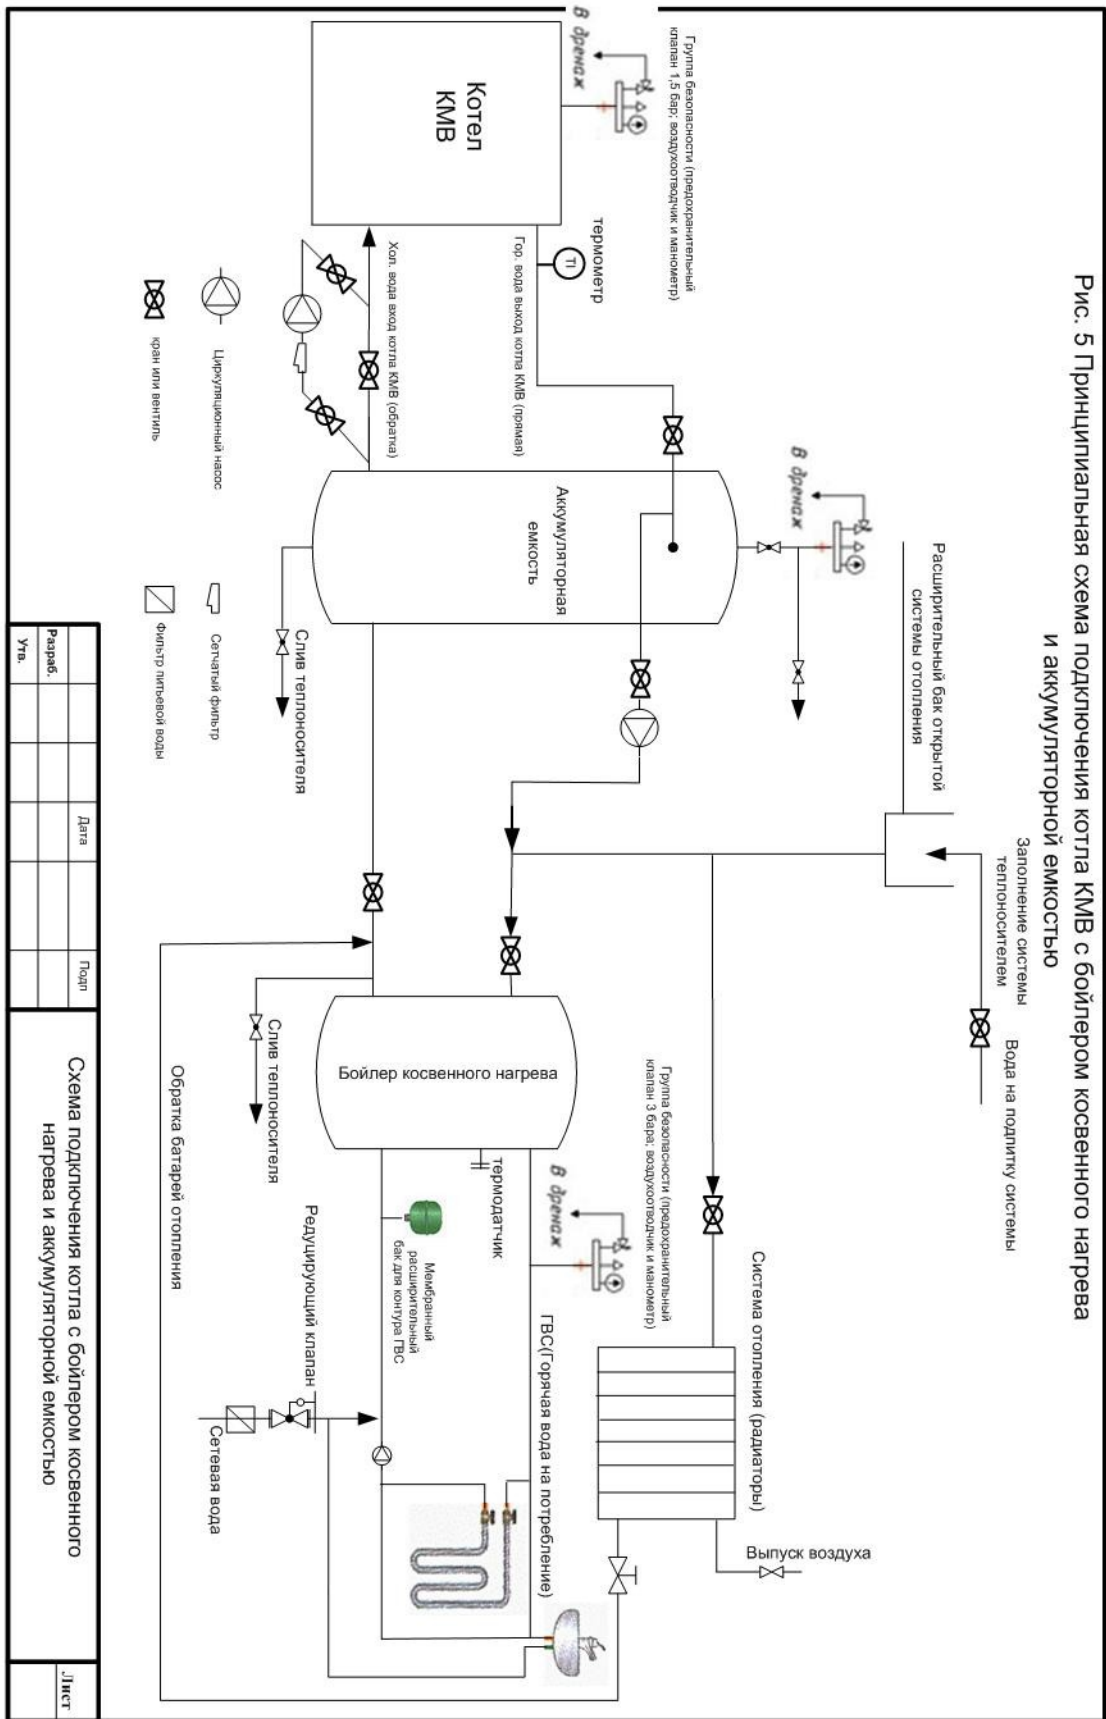 Рис. 5 Принципиальная схема подключения котла КМВ с бойлером косвенного нагрева
и аккумуляторной емкостью
Группа безопасности (предохранительный
клапан 1,5 бар; воздухоотводчик и манометр)
В дренаж
Котел
КМВ
термометр
TI
Гор. вода выход котла КМВ (прямая)
Хол. вода вход котла КМВ (обратка)
Циркуляционный насос
кран или вентиль
Сетчатый фильтр
Фильтр питьевой воды
В дренаж
Аккумуляторная
емкость
Слив теплоносителя
Расширительный бак открытой
системы отопления
Заполнение системы
теплоносителем
Вода на подпитку системы
Бойлер косвенного нагрева
Слив теплоносителя
Обратка батарей отопления
термодатчик
Группа безопасности (предохранительный
клапан 3 бара; воздухоотводчик и манометр)
В дренаж
Мембранный
расширительный
бак для контура ГВС
Редуцирующий клапан
Сетевая вода
ГВС(Горячая вода на потребление)
Система отопления (радиаторы)
Выпуск воздуха
Дата
Подп
Разраб.
Утв.
Схема подключения котла с бойлером косвенного
нагрева и аккумуляторной емкостью
Лист